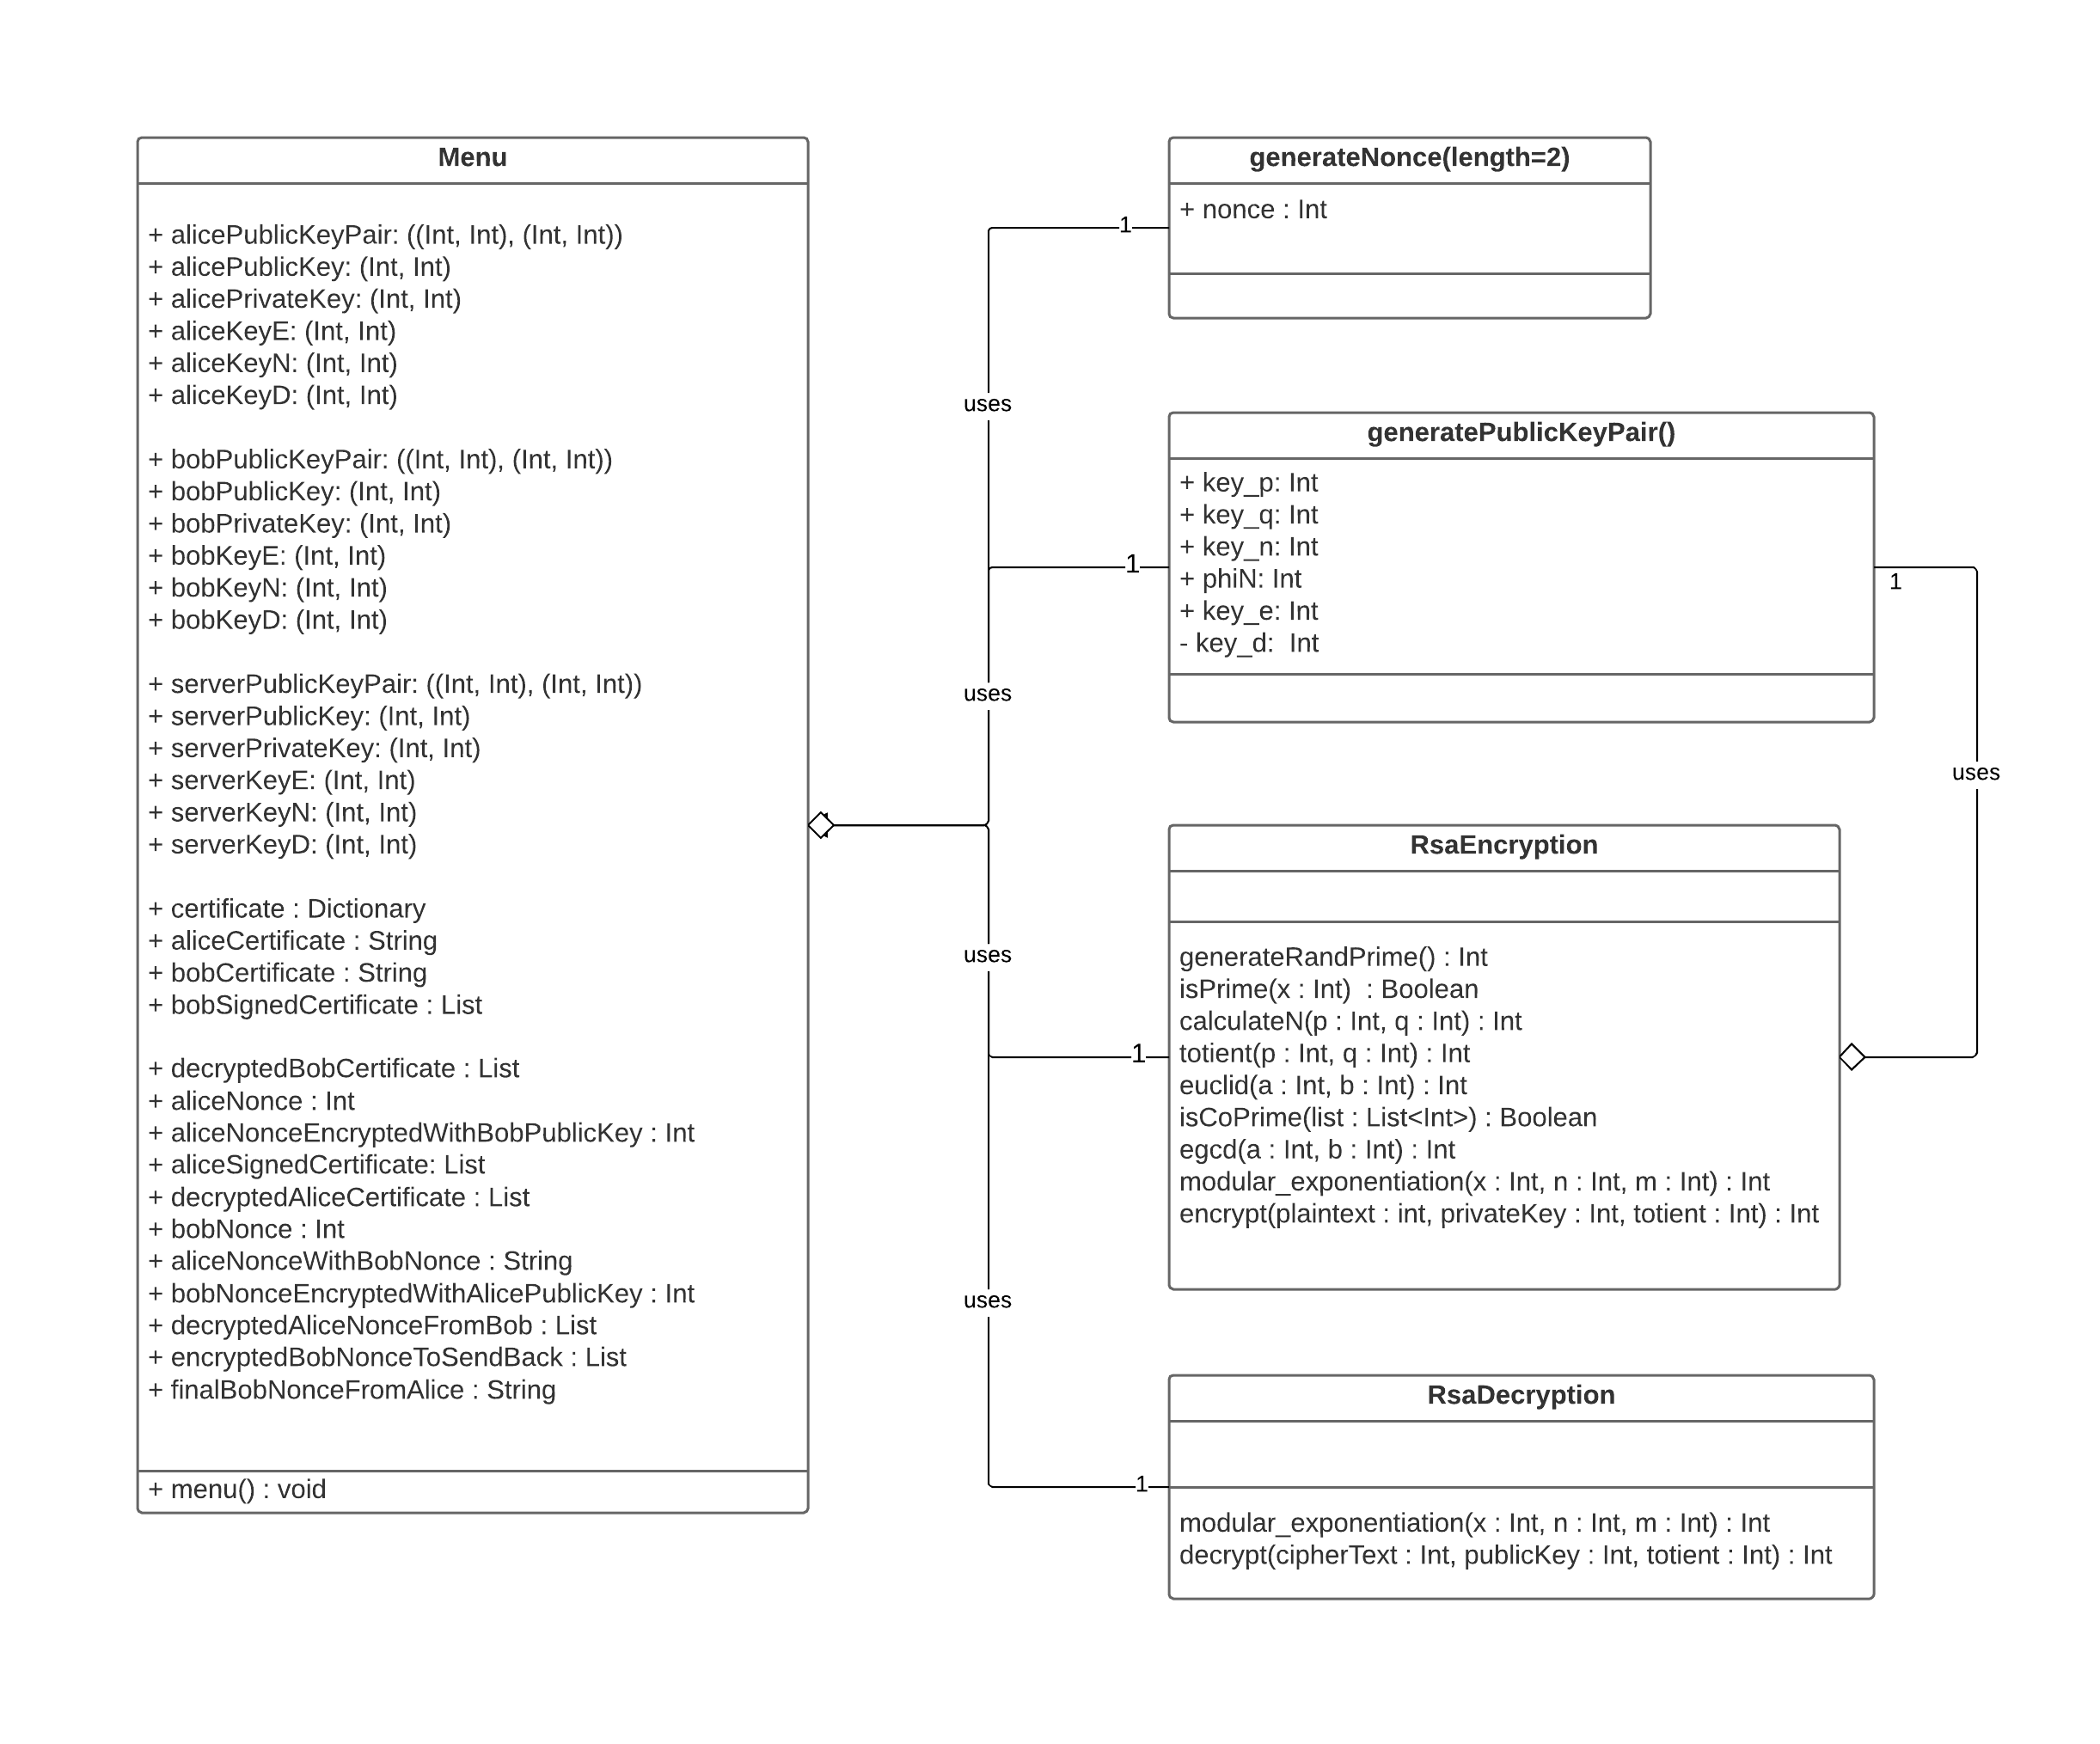 Menu
+ alicePublicKeyPair: ((Int, Int), (Int, Int))
+ alicePublicKey: (Int, Int)
+ alicePrivateKey: (Int, Int)
+ aliceKeyE: (Int, Int)
+ aliceKeyN: (Int, Int)
+ aliceKeyD: (Int, Int)
+ bobPublicKeyPair: ((Int, Int), (Int, Int))
+ bobPublicKey: (Int, Int)
+ bobPrivateKey: (Int, Int)
+ bobKeyE: (Int, Int)
+ bobKeyN: (Int, Int)
+ bobKeyD: (Int, Int)
+ serverPublicKeyPair: ((Int, Int), (Int, Int))
+ serverPublicKey: (Int, Int)
+ serverPrivateKey: (Int, Int)
+ serverKeyE: (Int, Int)
+ serverKeyN: (Int, Int)
+ serverKeyD: (Int, Int)
+ certificate : Dictionary
+ aliceCertificate : String
+ bobCertificate : String
+ bobSignedCertificate : List
+ decryptedBobCertificate : List
+ aliceNonce : Int
+ aliceNonceEncryptedWithBobPublicKey : Int
+ aliceSignedCertificate: List
+ decryptedAliceCertificate : List
+ bobNonce : Int
+ aliceNonceWithBobNonce : String
+ bobNonceEncryptedWithAlicePublicKey : Int
+ decryptedAliceNonceFromBob : List
+ encryptedBobNonceToSendBack : List
+ finalBobNonceFromAlice : String
+ menu() : void
1
uses
1
uses
uses
1
uses
1
generateNonce(length=2)
+ nonce : Int
generatePublicKeyPair()
+ key_p: Int
+ key_q: Int
+ key_n: Int
+ phiN: Int
+ key_e: Int
- key_d:  Int
1
uses
RsaEncryption
generateRandPrime() : Int
isPrime(x : Int)  : Boolean
calculateN(p : Int, q : Int) : Int
totient(p : Int, q : Int) : Int
euclid(a : Int, b : Int) : Int
isCoPrime(list : List<Int>) : Boolean
egcd(a : Int, b : Int) : Int
modular_exponentiation(x : Int, n : Int, m : Int) : Int
encrypt(plaintext : int, privateKey : Int, totient : Int) : Int
RsaDecryption
modular_exponentiation(x : Int, n : Int, m : Int) : Int
decrypt(cipherText : Int, publicKey : Int, totient : Int) : Int